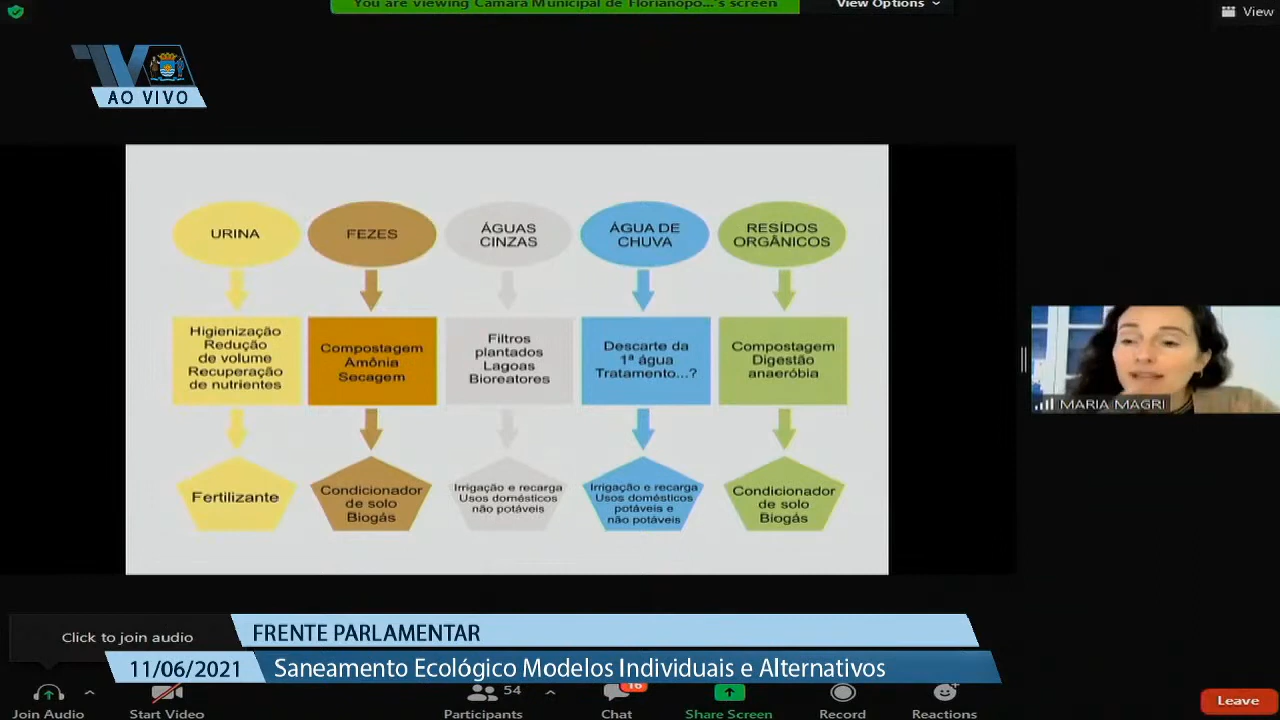 You are viewing Câmara Municipal de Florianópo...'s screen
View Options
View
TV
AO VIVO
URINA
FEZES
ÁGUAS
CINZAS
ÁGUA DE
CHUVA
RESÍDOS
ORGÂNICOS
Higienização
Redução
de volume
Recuperação
de nutrientes
Compostagem
Amônia
Secagem
Filtros
plantados
Lagoas
Bioreatores
Descarte da
1ª água
Tratamento...?
Compostagem
Digestão
anaeróbia
Fertilizante
Condicionador
de solo
Biogás
Irrigação e recarga
Usos domésticos
não potáveis
Irrigação e recarga
Usos domésticos
potáveis e
não potáveis
Condicionador
de solo
Biogás
MARIA MAGRI
Click to join audio
FRENTE PARLAMENTAR
11/06/2021
Saneamento Ecológico Modelos Individuais e Alternativos
Join Audio
Start Video
54
Participants
16
Chat
Share Screen
Record
Reactions
Leave